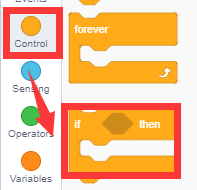 Events
Control
forever
Sensing
if then
Operators
Variables